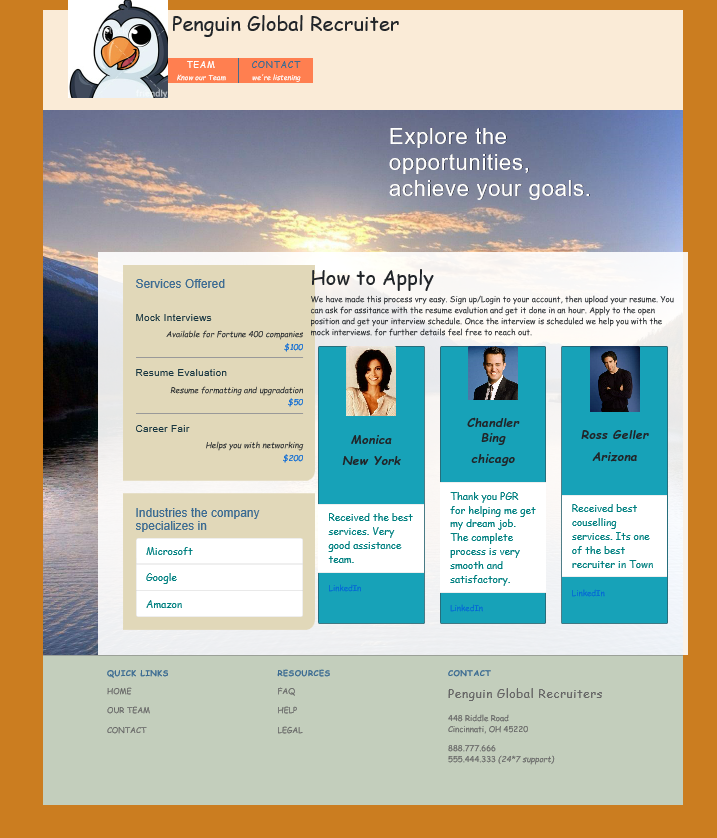 Penguin Global Recruiter
TEAM
Know our Team
CONTACT
we're listening
Explore the
opportunities,
achieve your goals.
Services Offered
Mock Interviews
Available for Fortune 400 companies
$100
Resume Evaluation
Resume formatting and upgradation
$50
Career Fair
Helps you with networking
$200
Industries the company
specializes in
Microsoft
Google
Amazon
How to Apply
We have made this process vry easy. Sign up/Login to your account, then upload your resume. You
can ask for assitance with the resume evalution and get it done in an hour. Apply to the open
position and get your interview schedule. Once the interview is scheduled we help you with the
mock interviews. for further details feel free to reach out.
Monica
New York
Received the best
services. Very
good assistance
team.
LinkedIn
Chandler
Bing
chicago
Thank you PGR
for helping me get
my dream job.
The complete
process is very
smooth and
satisfactory.
LinkedIn
Ross Geller
Arizona
Received best
couselling
services. Its one
of the best
recruiter in Town
LinkedIn
QUICK LINKS
HOME
OUR TEAM
CONTACT
RESOURCES
FAQ
HELP
LEGAL
CONTACT
Penguin Global Recruiters
448 Riddle Road
Cincinnati, OH 45220
888.777.666
555.444.333 (24*7 support)